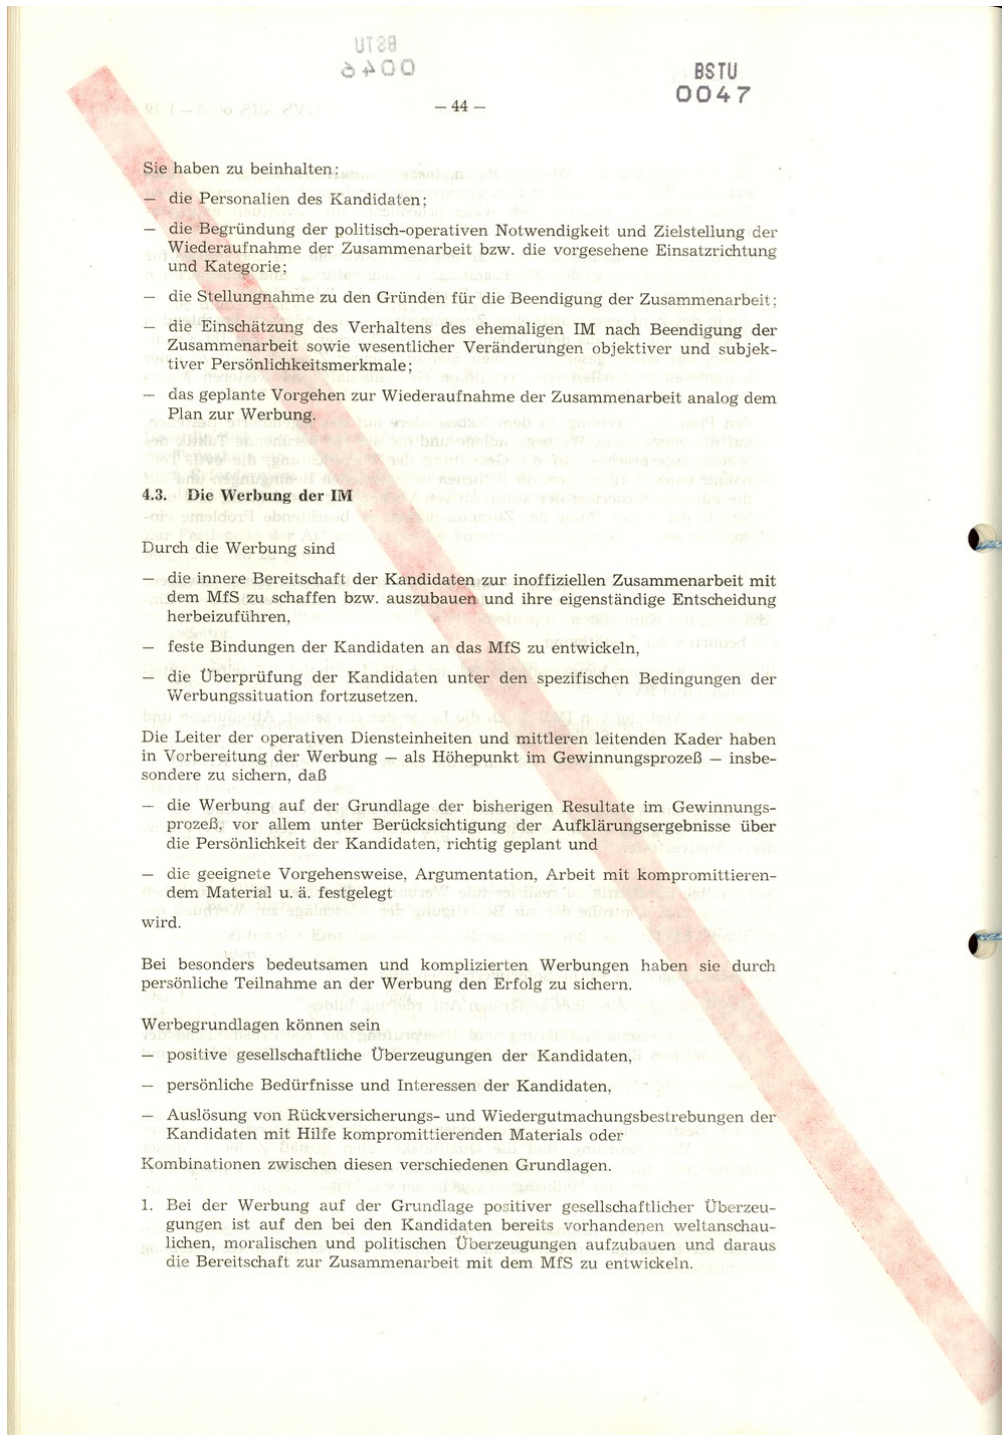 BSTU
0046
BSTU
0047
— 44 —
Sie haben zu beinhalten:
— die Personalien des Kandidaten;
— die Begründung der politisch-operativen Notwendigkeit und Zielstellung der
Wiederaufnahme der Zusammenarbeit bzw. die vorgesehene Einsatzrichtung
und Kategorie;
— die Stellungnahme zu den Gründen für die Beendigung der Zusammenarbeit;
— die Einschätzung des Verhaltens des ehemaligen IM nach Beendigung der
Zusammenarbeit sowie wesentlicher Veränderungen objektiver und subjek-
tiver Persönlichkeitsmerkmale;
— das geplante Vorgehen zur Wiederaufnahme der Zusammenarbeit analog dem
Plan zur Werbung.
4.3. Die Werbung der IM
Durch die Werbung sind
— die innere Bereitschaft der Kandidaten zur inoffiziellen Zusammenarbeit mit
dem MfS zu schaffen bzw. auszubauen und ihre eigenständige Entscheidung
herbeizuführen,
— feste Bindungen der Kandidaten an das MfS zu entwickeln,
— die Überprüfung der Kandidaten unter den spezifischen Bedingungen der
Werbungssituation fortzusetzen.
Die Leiter der operativen Diensteinheiten und mittleren leitenden Kader haben
in Vorbereitung der Werbung — als Höhepunkt im Gewinnungsprozeß — insbe-
sondere zu sichern, daß
— die Werbung auf der Grundlage der bisherigen Resultate im Gewinnungs-
prozeß, vor allem unter Berücksichtigung der Aufklärungsergebnisse über
die Persönlichkeit der Kandidaten, richtig geplant und
— die geeignete Vorgehensweise, Argumentation, Arbeit mit kompromittieren-
dem Material u. ä. festgelegt
wird.
Bei besonders bedeutsamen und komplizierten Werbungen haben sie durch
persönliche Teilnahme an der Werbung den Erfolg zu sichern.
Werbegrundlagen können sein
— positive gesellschaftliche Überzeugungen der Kandidaten,
— persönliche Bedürfnisse und Interessen der Kandidaten,
— Auslösung von Rückversicherungs- und Wiedergutmachungsbestrebungen der
Kandidaten mit Hilfe kompromittierenden Materials oder
Kombinationen zwischen diesen verschiedenen Grundlagen.
1. Bei der Werbung auf der Grundlage positiver gesellschaftlicher Überzeu-
gungen ist auf den bei den Kandidaten bereits vorhandenen weltanschau-
lichen, moralischen und politischen Überzeugungen aufzubauen und daraus
die Bereitschaft zur Zusammenarbeit mit dem MfS zu entwickeln.